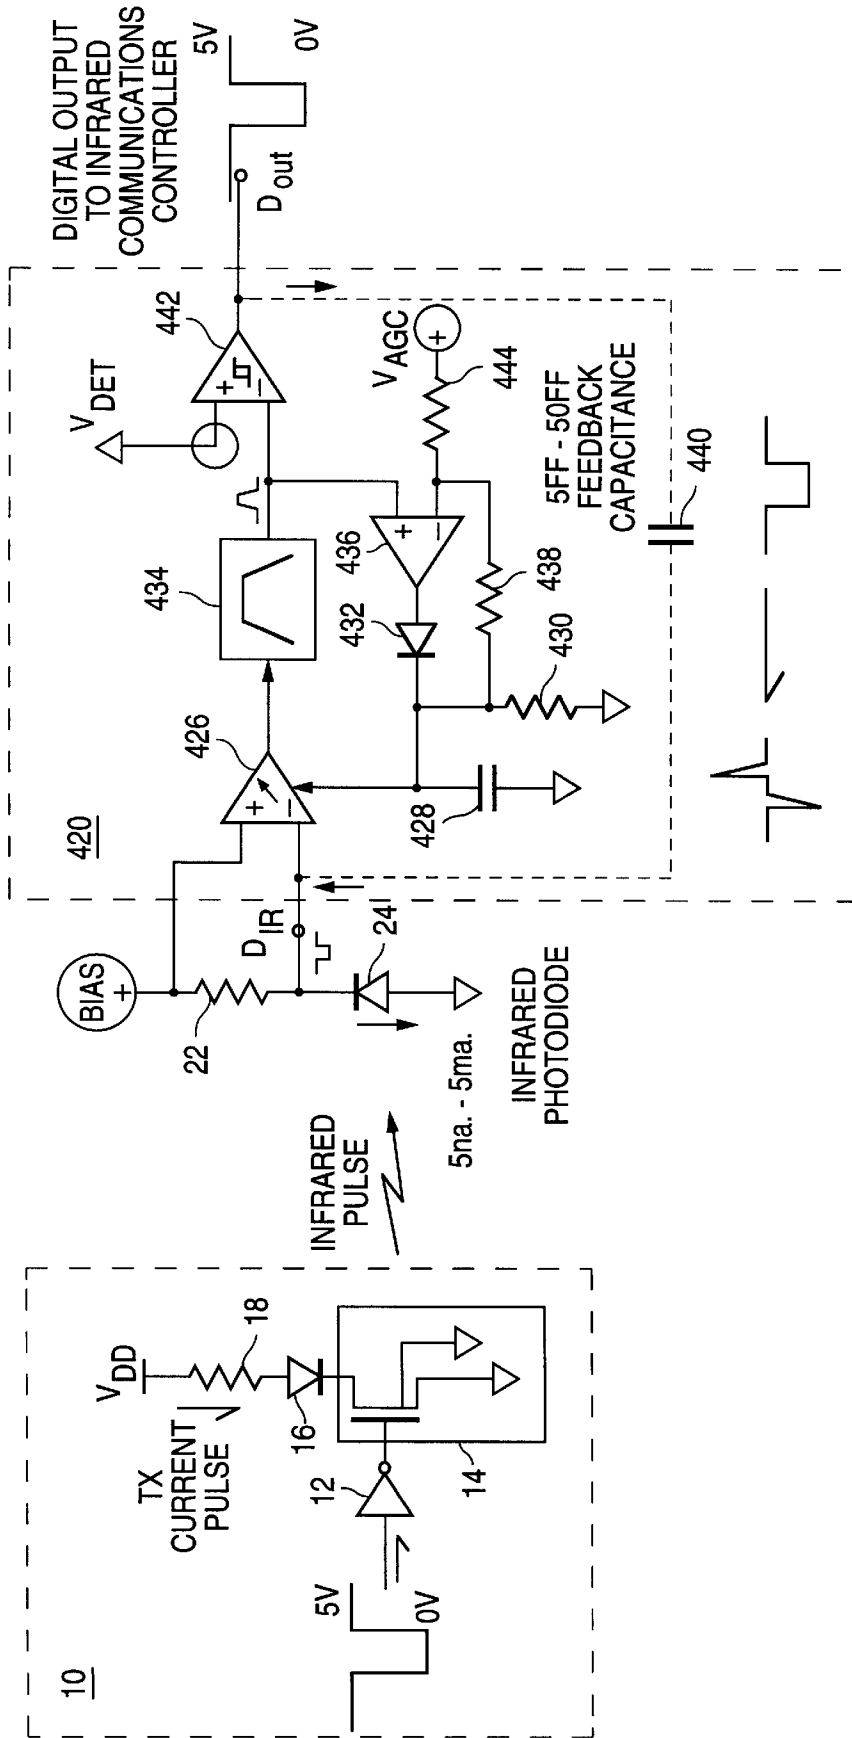 10
5V
0V
12
14
16
18
V_DD
TX
CURRENT
PULSE
INFRARED
PULSE
BIAS
+
22
D_IR
24
5na. - 5ma.
INFRARED
PHOTODIODE
420
426
+
−
428
430
432
434
436
+
−
438
440
5FF - 50FF
FEEDBACK
CAPACITANCE
444
V_AGC
+
V_DET
442
+
−
D_out
DIGITAL OUTPUT
TO INFRARED
COMMUNICATIONS
CONTROLLER
5V
0V